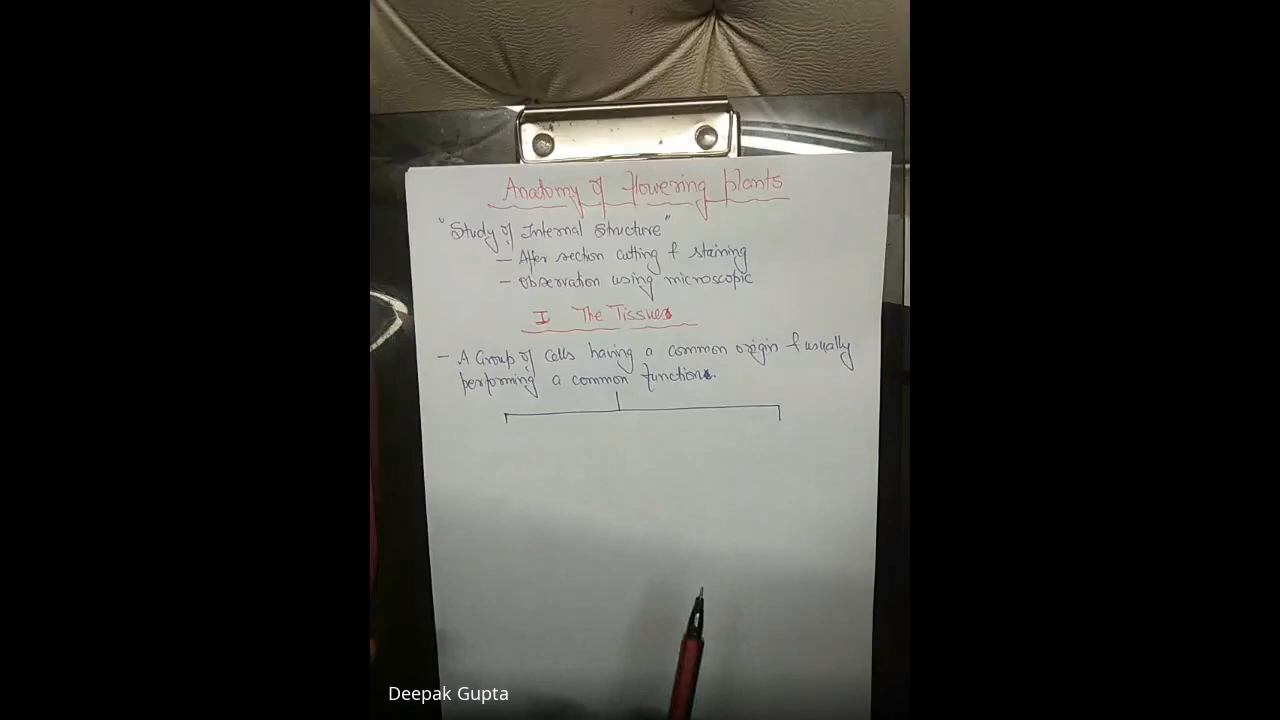 Anatomy of flowering plants
"Study of Internal Structure"
— After section cutting & staining
— Observation using microscopic
I The Tissues
— A Group of cells having a common origin & usually
performing a common function.
Deepak Gupta